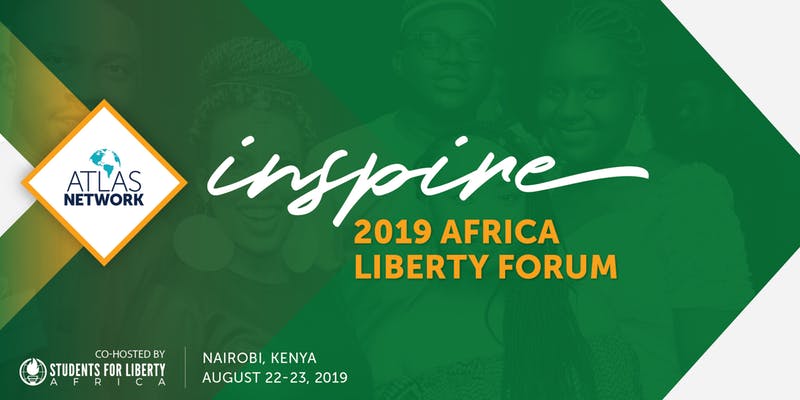 ATLAS
NETWORK
inspire
2019 AFRICA
LIBERTY FORUM
CO-HOSTED BY
STUDENTS FOR LIBERTY
AFRICA
NAIROBI, KENYA
AUGUST 22-23, 2019